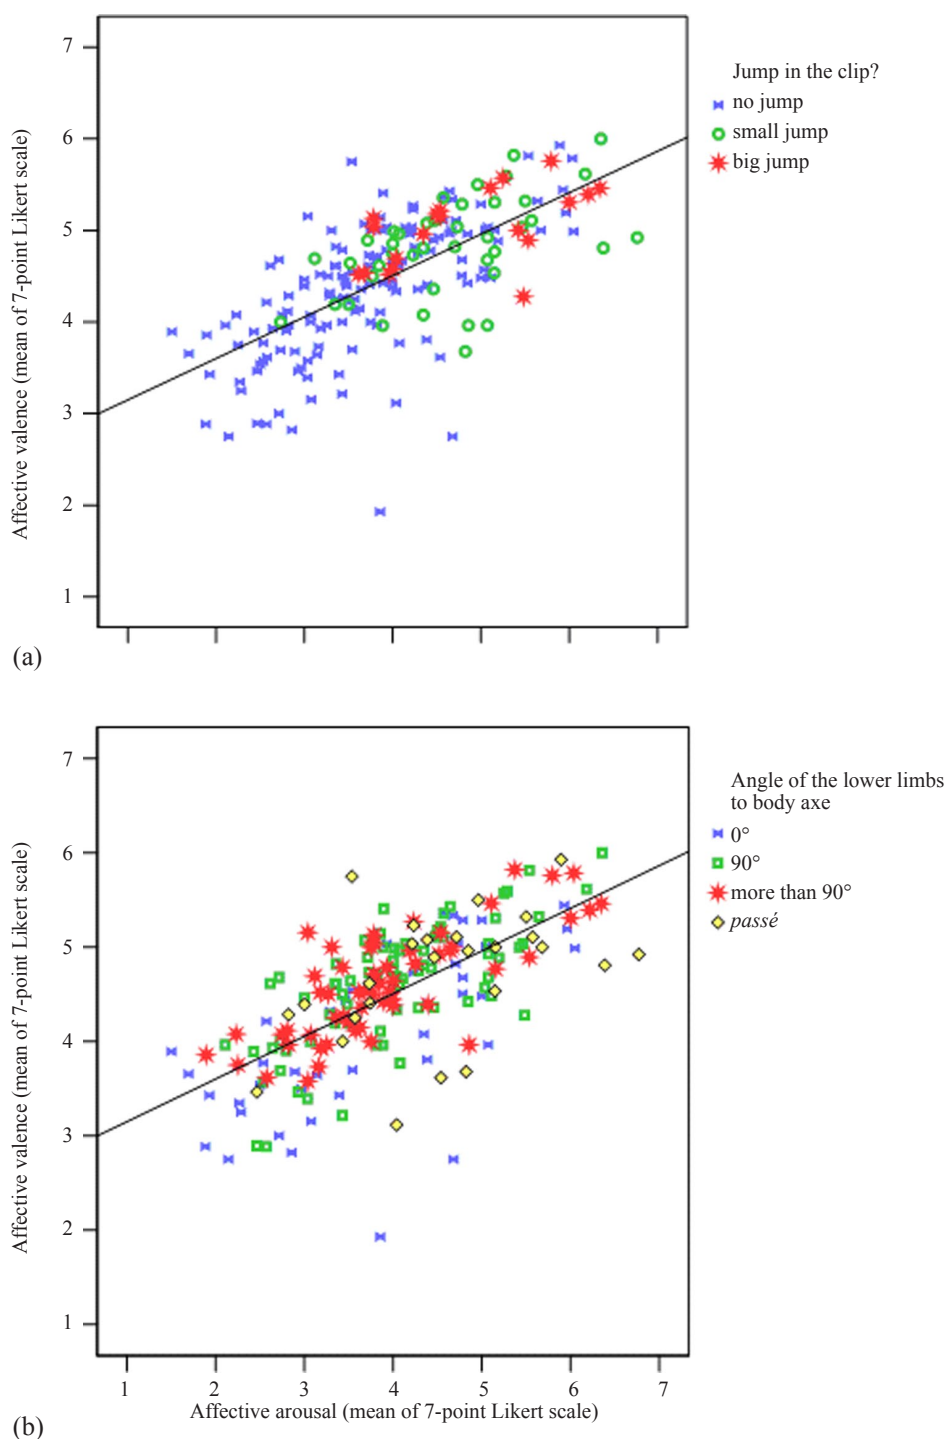 7
6
5
4
3
2
1
Affective valence (mean of 7-point Likert scale)
Jump in the clip?
no jump
small jump
big jump
(a)
7
6
5
4
3
2
1
Affective valence (mean of 7-point Likert scale)
Angle of the lower limbs
to body axe
0°
90°
more than 90°
passé
1 2 3 4 5 6 7
Affective arousal (mean of 7-point Likert scale)
(b)